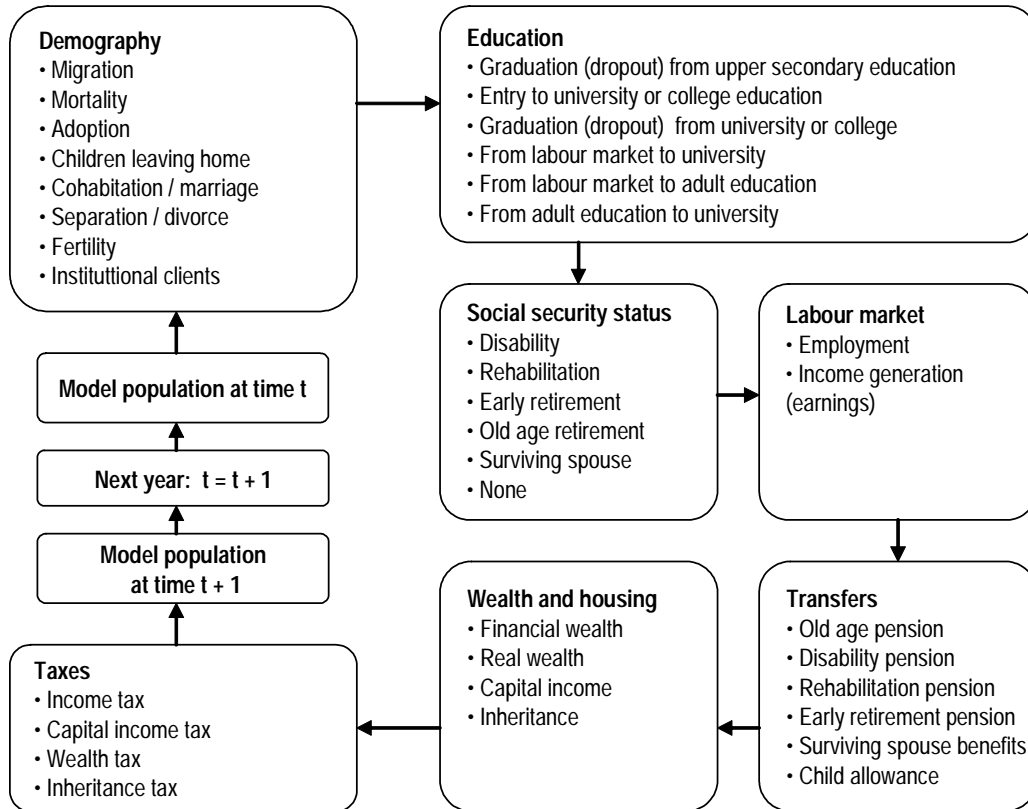 Demography
• Migration
• Mortality
• Adoption
• Children leaving home
• Cohabitation / marriage
• Separation / divorce
• Fertility
• Instituttional clients
Education
• Graduation (dropout) from upper secondary education
• Entry to university or college education
• Graduation (dropout)  from university or college
• From labour market to university
• From labour market to adult education
• From adult education to university
Social security status
• Disability
• Rehabilitation
• Early retirement
• Old age retirement
• Surviving spouse
• None
Labour market
• Employment
• Income generation
(earnings)
Model population at time t
Next year:  t = t + 1
Model population
at time t + 1
Taxes
• Income tax
• Capital income tax
• Wealth tax
• Inheritance tax
Wealth and housing
• Financial wealth
• Real wealth
• Capital income
• Inheritance
Transfers
• Old age pension
• Disability pension
• Rehabilitation pension
• Early retirement pension
• Surviving spouse benefits
• Child allowance